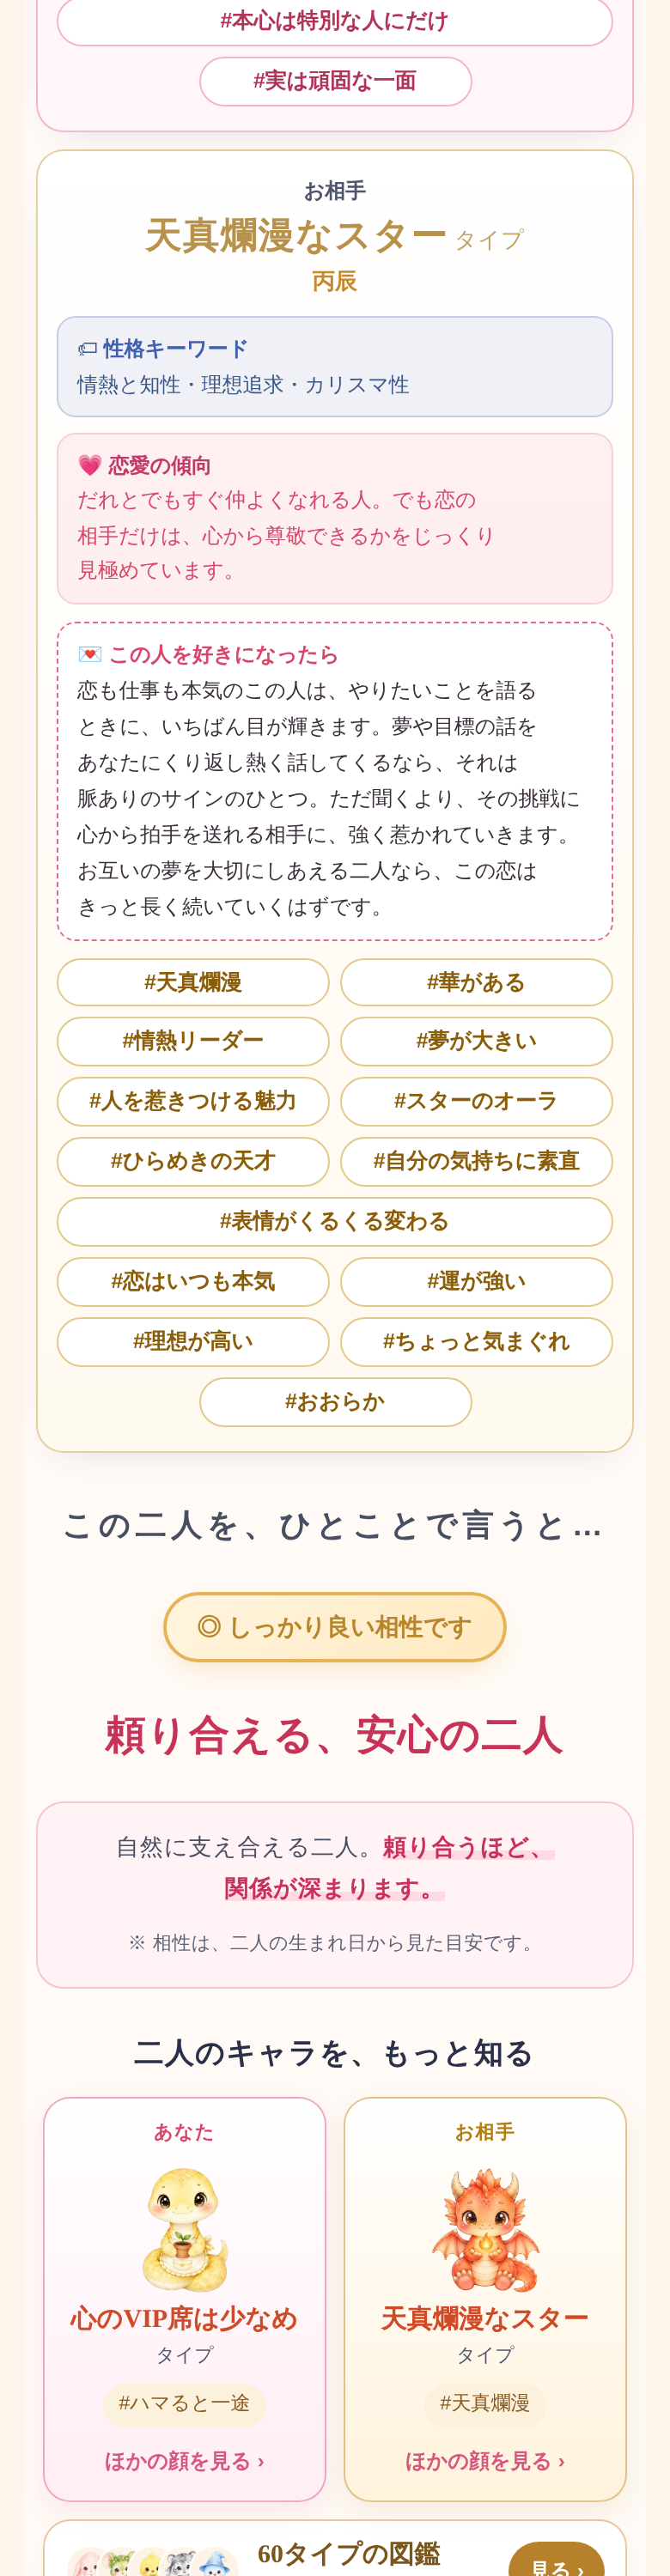 #本心は特別な人にだけ
#実は頑固な一面
お相手
天真爛漫なスター タイプ
丙辰
性格キーワード
情熱と知性・理想追求・カリスマ性
恋愛の傾向
だれとでもすぐ仲よくなれる人。でも恋の
相手だけは、心から尊敬できるかをじっくり
見極めています。
この人を好きになったら
恋も仕事も本気のこの人は、やりたいことを語る
ときに、いちばん目が輝きます。夢や目標の話を
あなたにくり返し熱く話してくるなら、それは
脈ありのサインのひとつ。ただ聞くより、その挑戦に
心から拍手を送れる相手に、強く惹かれていきます。
お互いの夢を大切にしあえる二人なら、この恋は
きっと長く続いていくはずです。
#天真爛漫
#華がある
#情熱リーダー
#夢が大きい
#人を惹きつける魅力
#スターのオーラ
#ひらめきの天才
#自分の気持ちに素直
#表情がくるくる変わる
#恋はいつも本気
#運が強い
#理想が高い
#ちょっと気まぐれ
#おおらか
この二人を、ひとことで言うと…
◎ しっかり良い相性です
頼り合える、安心の二人
自然に支え合える二人。頼り合うほど、
関係が深まります。
※ 相性は、二人の生まれ日から見た目安です。
二人のキャラを、もっと知る
あなた
心のVIP席は少なめ
タイプ
#ハマると一途
ほかの顔を見る ›
お相手
天真爛漫なスター
タイプ
#天真爛漫
ほかの顔を見る ›
60タイプの図鑑
見る ›